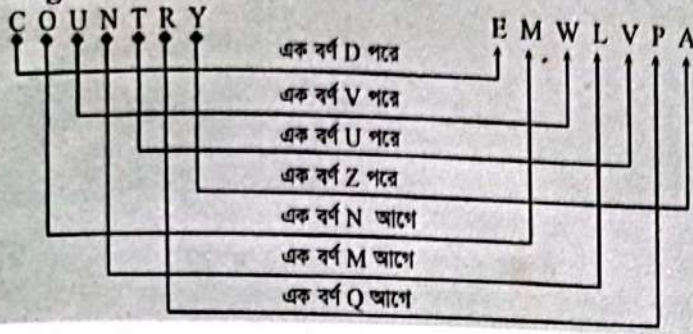 C O U N T R Y E M W L V P A
এক বর্ণ D পরে
এক বর্ণ V পরে
এক বর্ণ U পরে
এক বর্ণ Z পরে
এক বর্ণ N আগে
এক বর্ণ M আগে
এক বর্ণ Q আগে